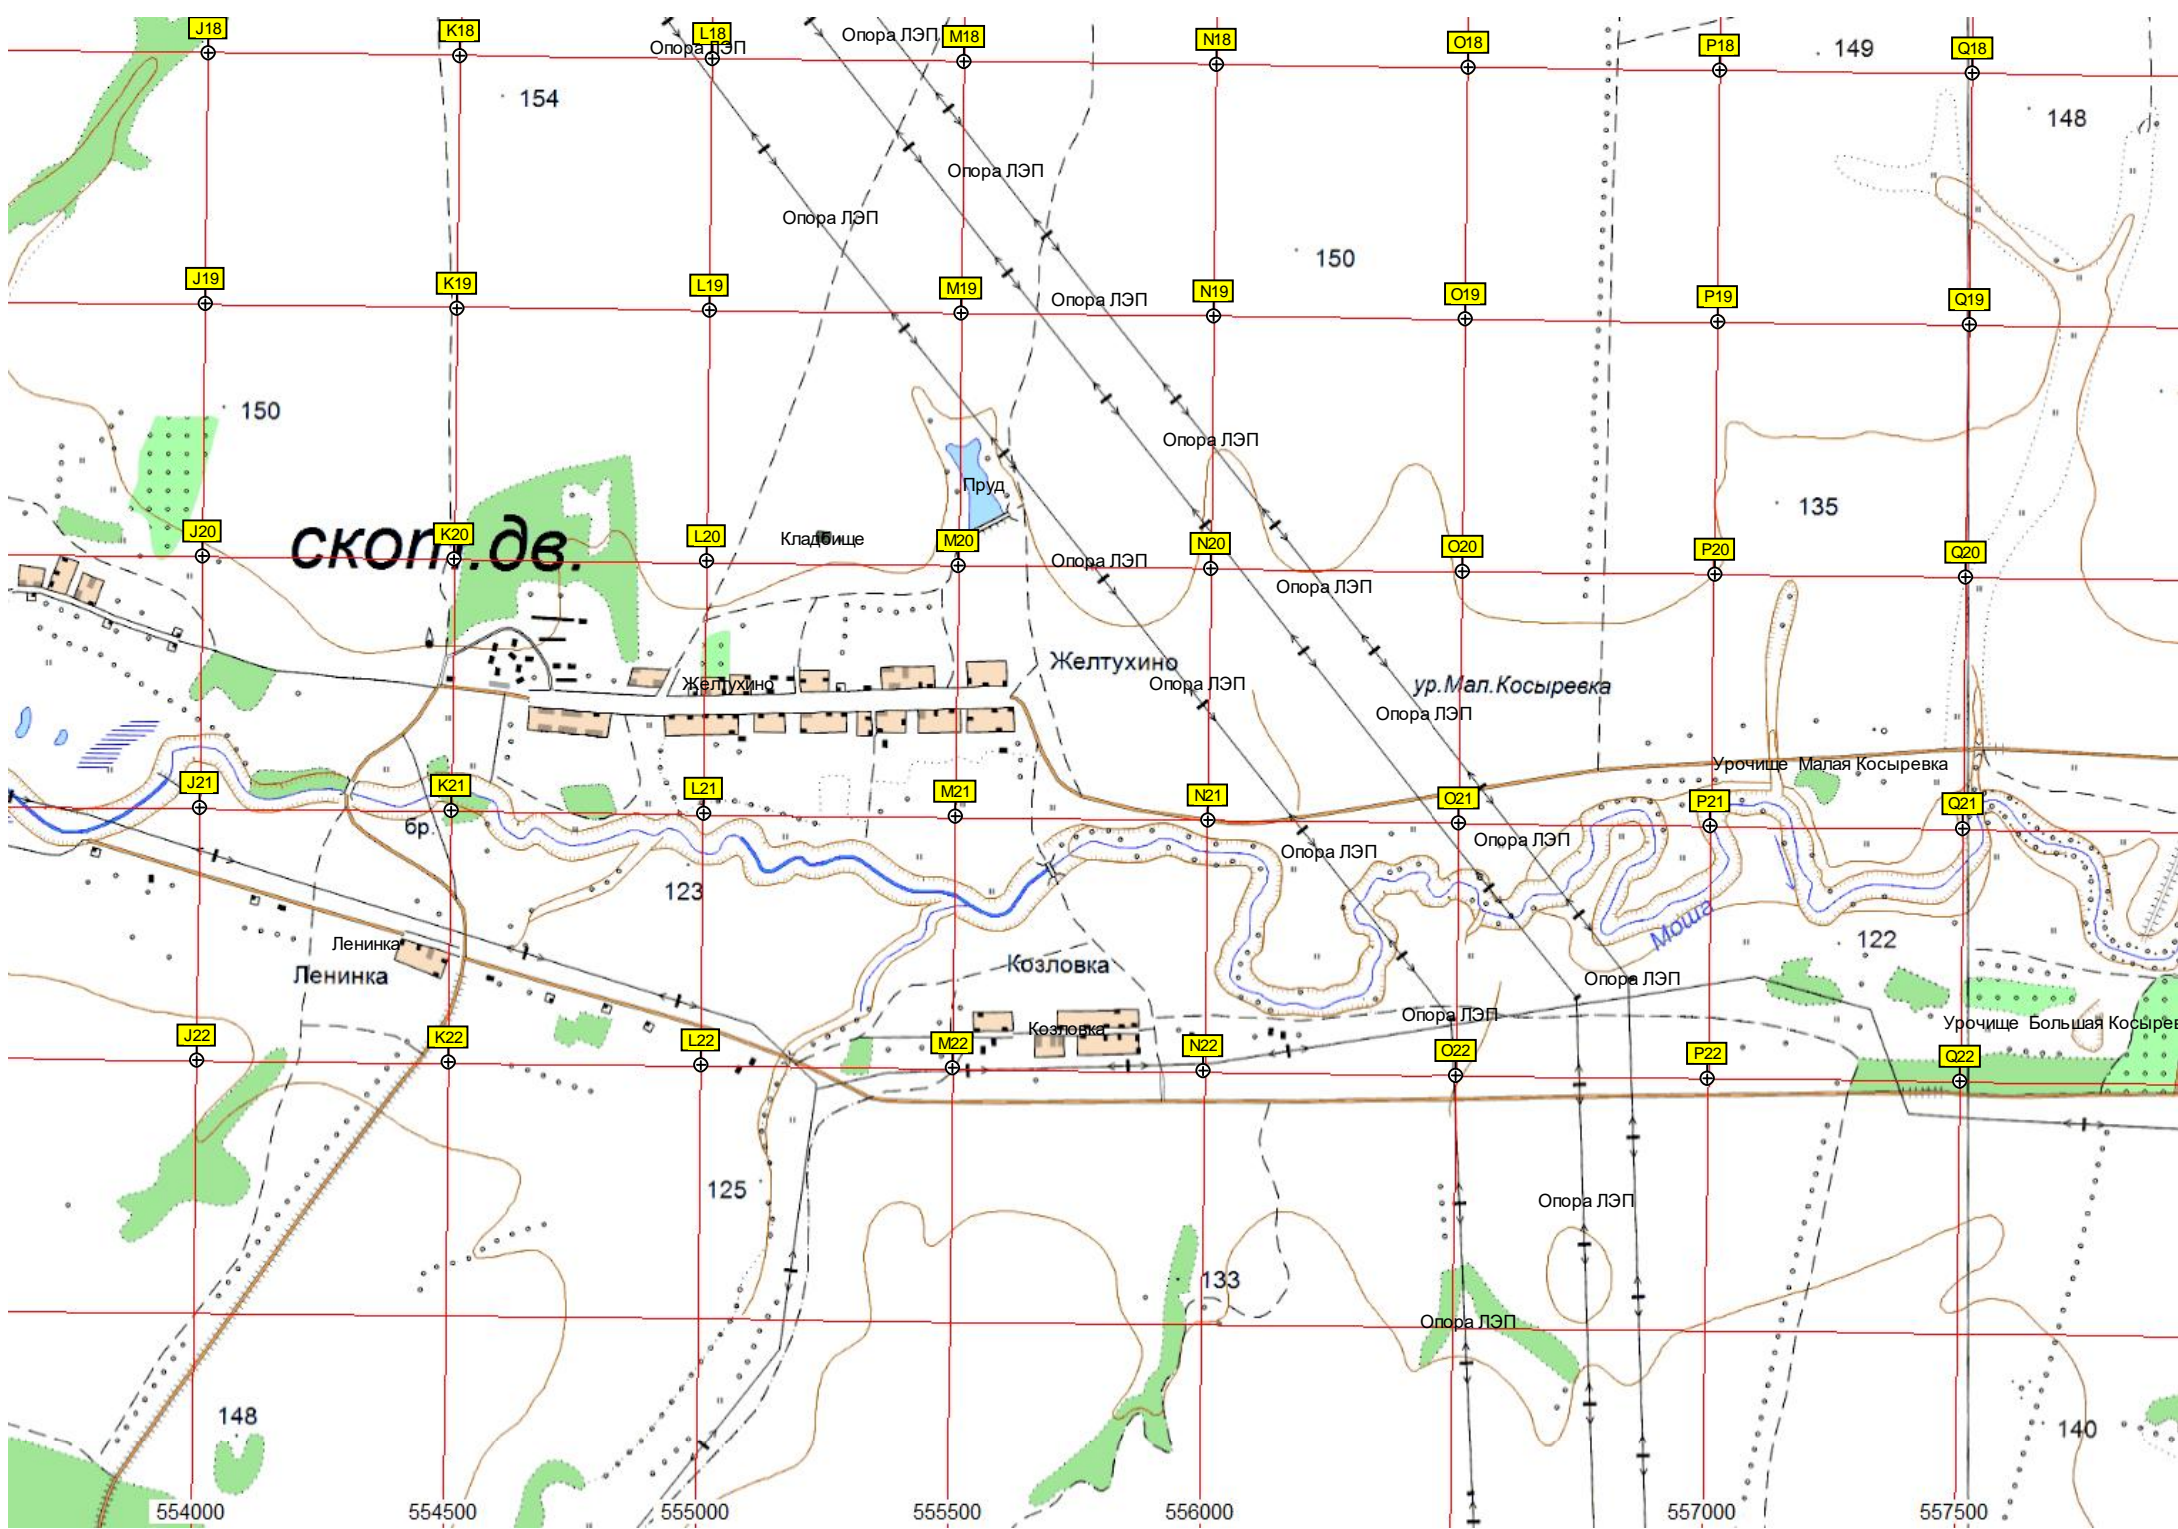 J18
K18
L18
M18
N18
O18
P18
Q18
Опора ЛЭП
Опора ЛЭП
149
154
148
Опора ЛЭП
Опора ЛЭП
150
J19
K19
L19
M19
N19
O19
P19
Q19
Опора ЛЭП
150
Опора ЛЭП
Пруд
135
скот.дв.
Кладбище
J20
K20
L20
M20
N20
O20
P20
Q20
Опора ЛЭП
Опора ЛЭП
Желтухино
Желтухино
Опора ЛЭП
ур.Мал.Косыревка
Опора ЛЭП
Урочище Малая Косыревка
J21
K21
L21
M21
N21
O21
P21
Q21
бр.
Опора ЛЭП
Опора ЛЭП
123
Моша
122
Ленинка
Ленинка
Козловка
Опора ЛЭП
Опора ЛЭП
Козловка
Урочище Большая Косырев
J22
K22
L22
M22
N22
O22
P22
Q22
125
Опора ЛЭП
133
Опора ЛЭП
148
140
554000
554500
555000
555500
556000
557000
557500